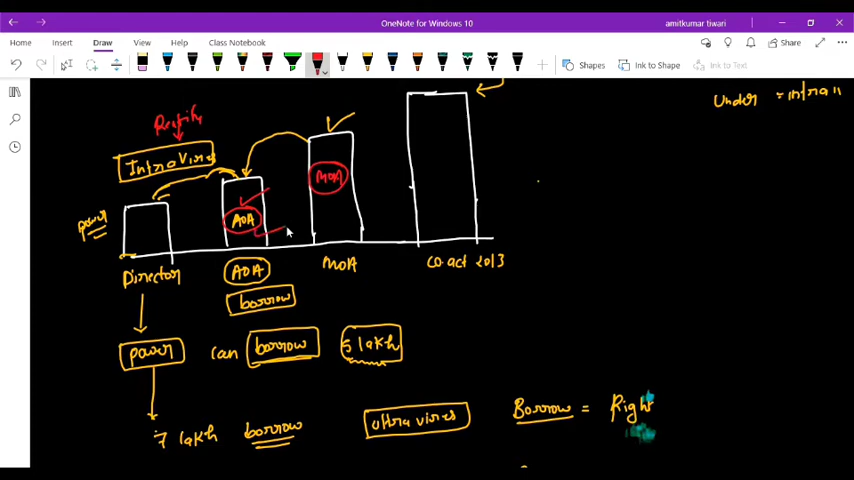 OneNote for Windows 10
amitkumar tiwari
Home Insert Draw View Help Class Notebook
Share
Shapes Ink to Shape Ink to Text
Under = intra
Reatify
Intra Vires
MOA
AOA
power
Director AOA MOA co. act 2013
borrow
power can borrow 5 lakh
7 lakh borrow ultra vires Borrow = Right